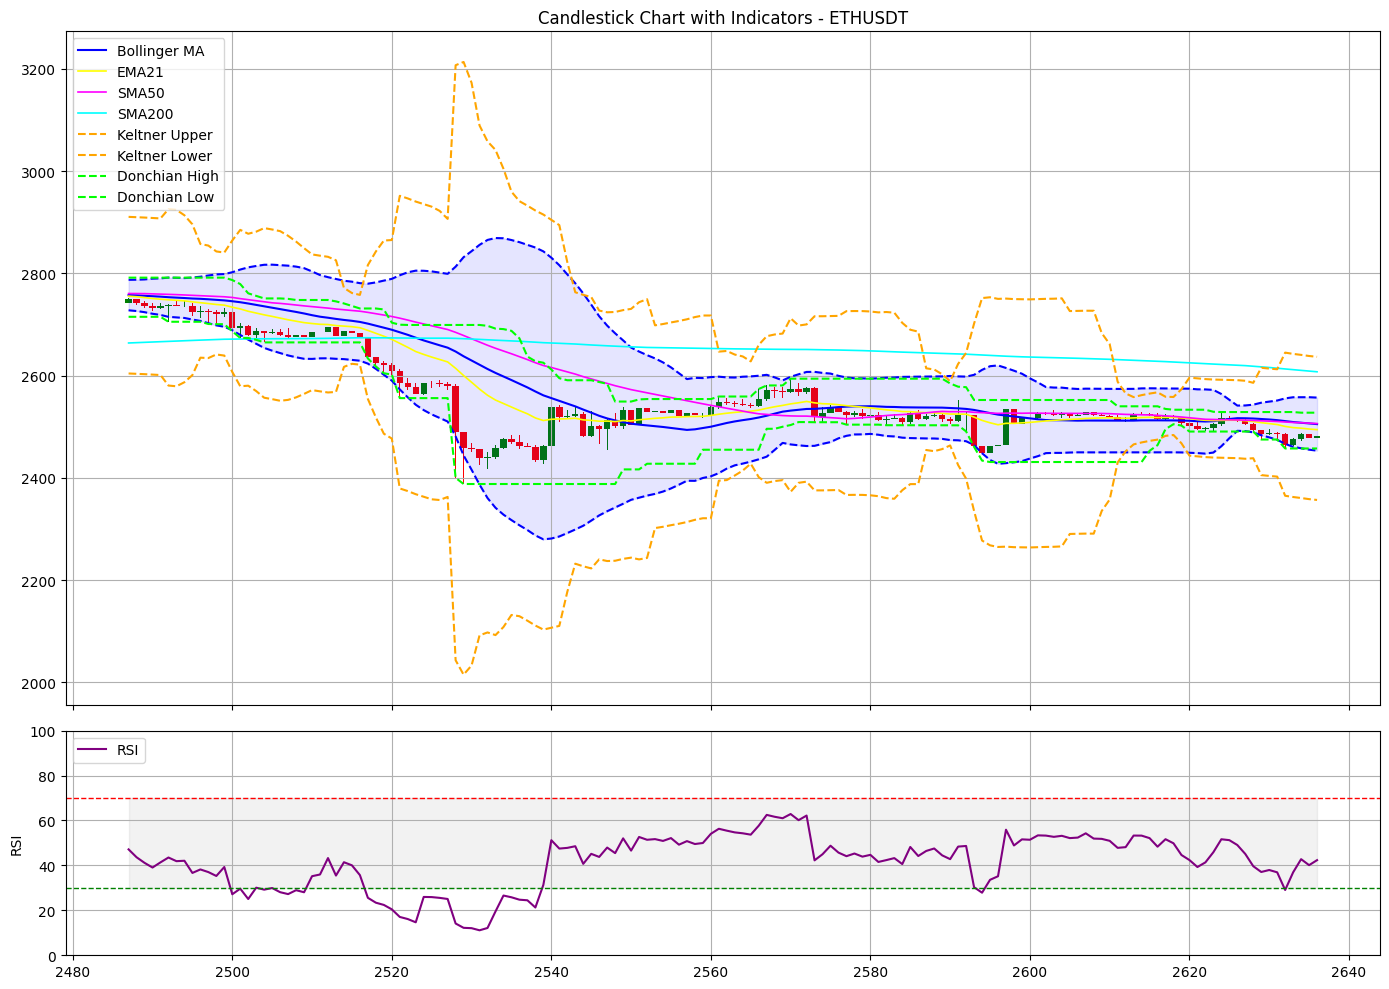 Candlestick Chart with Indicators - ETHUSDT
Bollinger MA
EMA21
SMA50
SMA200
Keltner Upper
Keltner Lower
Donchian High
Donchian Low
3200
3000
2800
2600
2400
2200
2000
RSI
100
80
60
40
20
0
RSI
2480
2500
2520
2540
2560
2580
2600
2620
2640